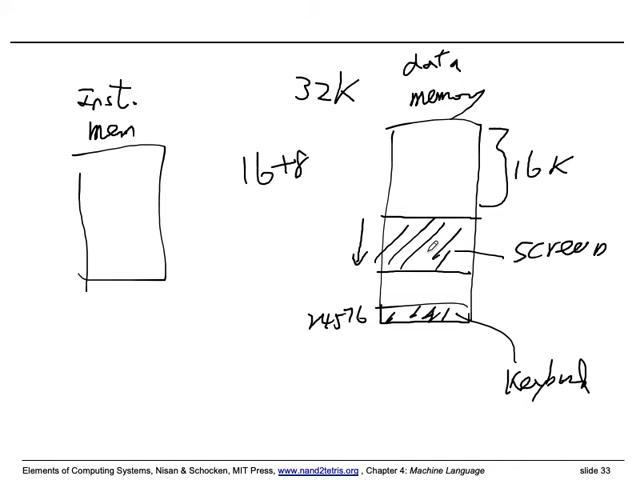 data
memory
32K
Inst.
mem
16+8
16K
screen
24576
Keyboard
Elements of Computing Systems, Nisan & Schocken, MIT Press, www.nand2tetris.org , Chapter 4: Machine Language
slide 33